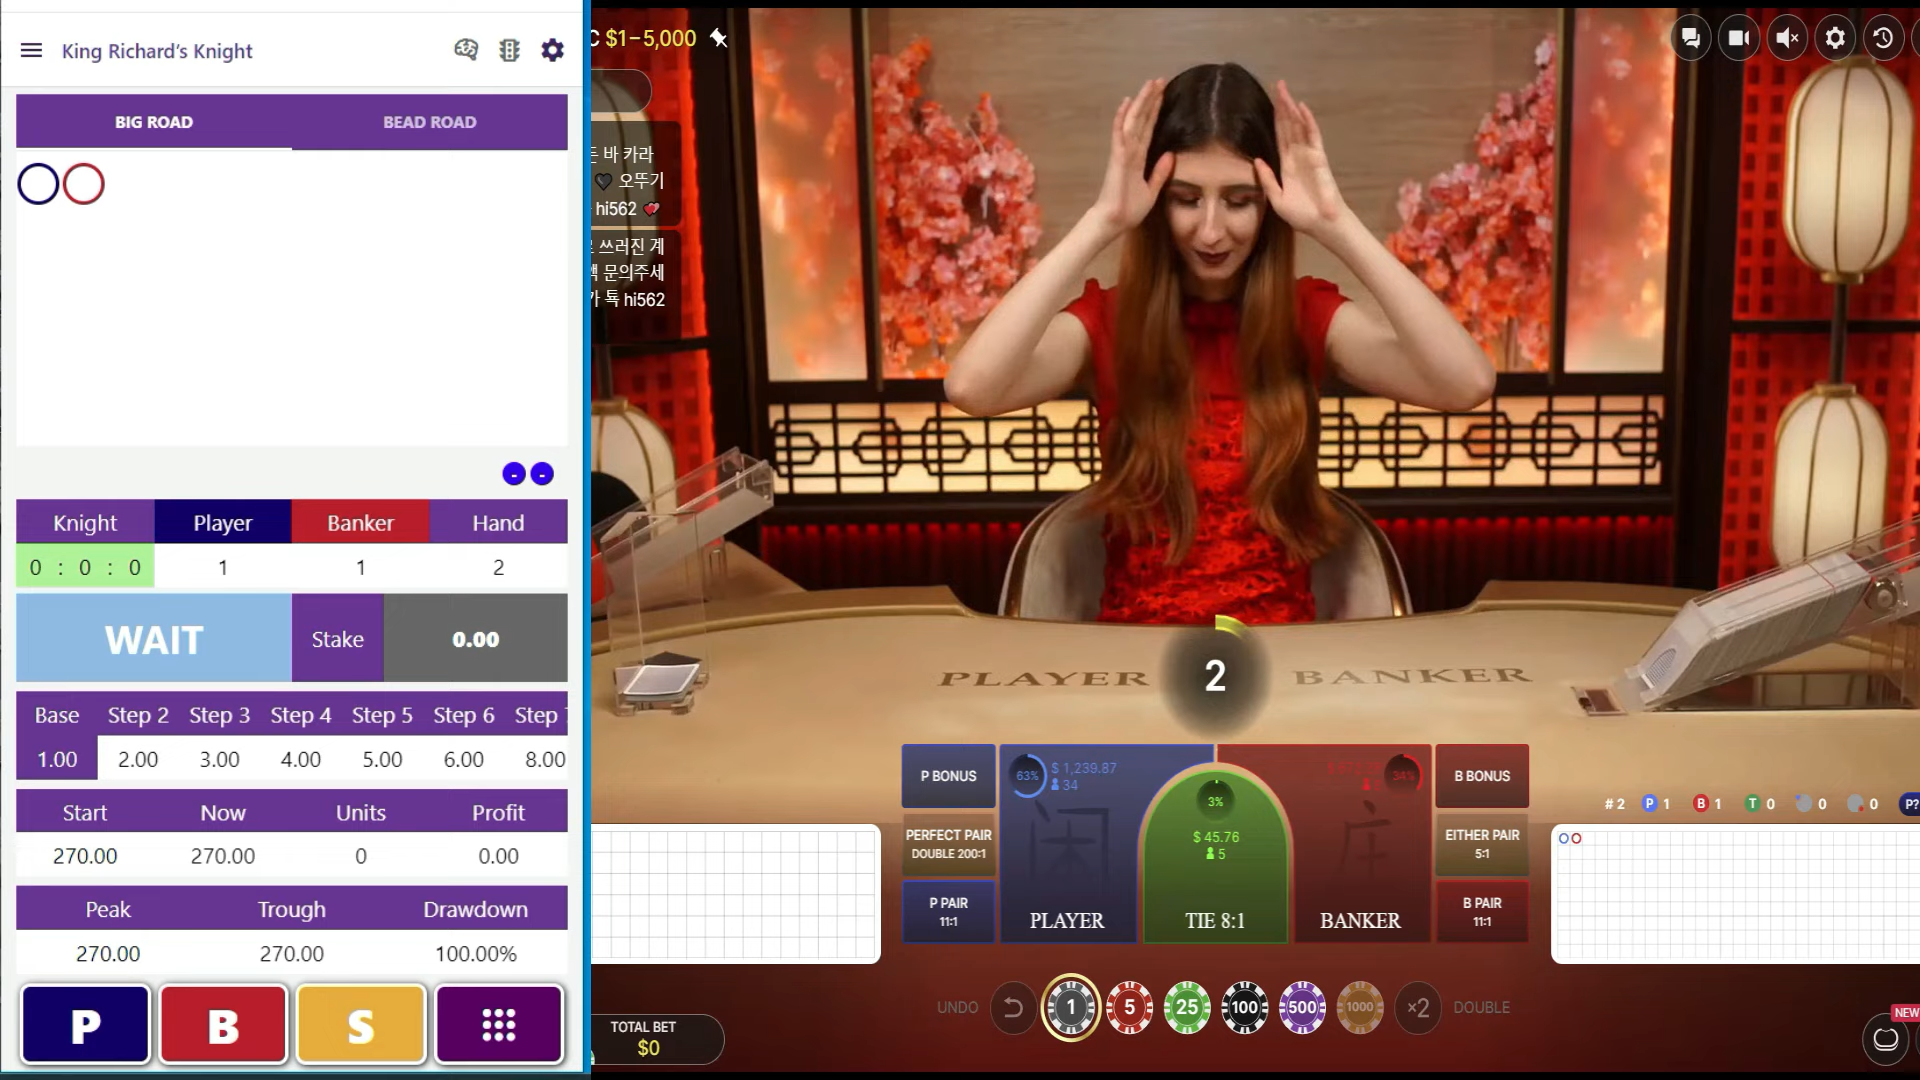 King Richard's Knight
BIG ROAD
BEAD ROAD
- -
Knight Player Banker Hand
0 : 0 : 0 1 1 2
WAIT Stake 0.00
Base Step 2 Step 3 Step 4 Step 5 Step 6 Step
1.00 2.00 3.00 4.00 5.00 6.00 8.00
Start Now Units Profit
270.00 270.00 0 0.00
Peak Trough Drawdown
270.00 270.00 100.00%
P B S
C $1–5,000
바 카라
오뚜기
hi562
쓰러진 계
문의주세
톡 hi562
PLAYER BANKER
2
P BONUS
63% $ 1,239.87
34
34%
3%
$ 45.76
5
B BONUS
PERFECT PAIR
DOUBLE 200:1
EITHER PAIR
5:1
P PAIR
11:1
闲
庄
PLAYER
TIE 8:1
BANKER
B PAIR
11:1
#2 P 1 B 1 T 0 0 0 P?
UNDO 1 5 25 100 500 1000 ×2 DOUBLE
TOTAL BET
$0
NEW